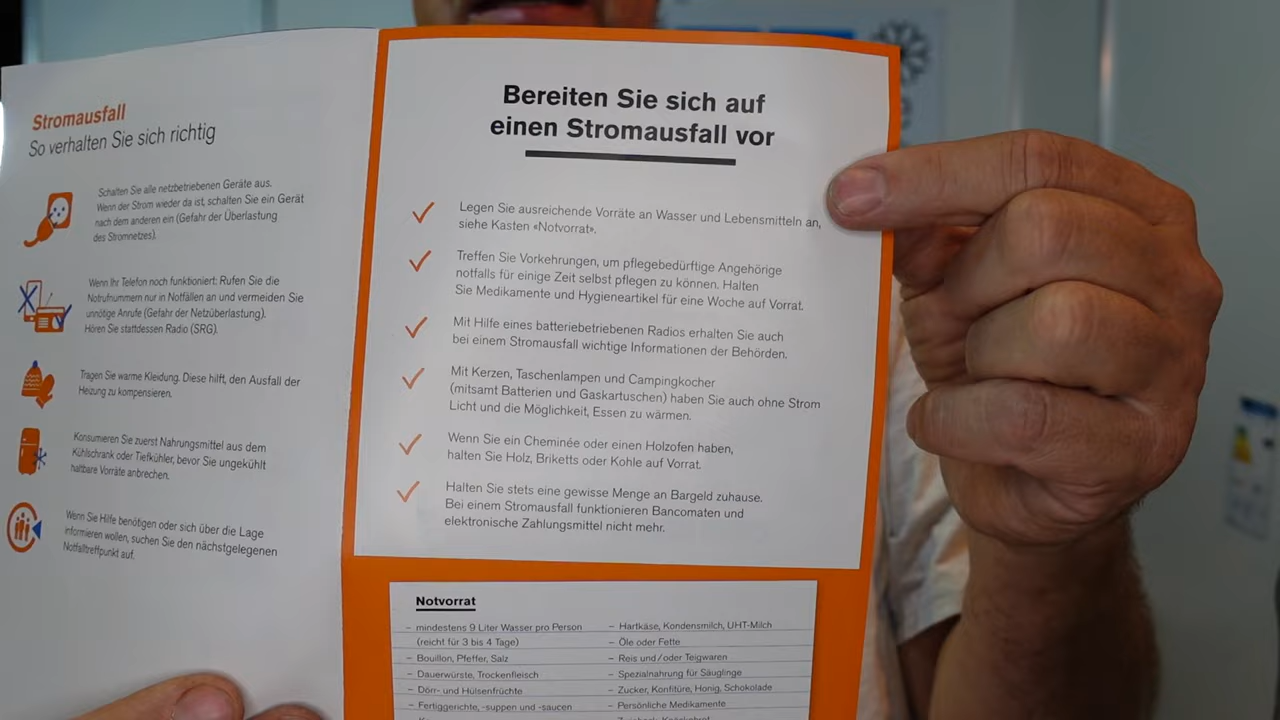 Stromausfall
So verhalten Sie sich richtig
Schalten Sie alle netzbetriebenen Geräte aus.
Wenn der Strom wieder da ist, schalten Sie ein Gerät
nach dem anderen ein (Gefahr der Überlastung
des Stromnetzes).
Wenn Ihr Telefon noch funktioniert: Rufen Sie die
Notrufnummern nur in Notfällen an und vermeiden Sie
unnötige Anrufe (Gefahr der Netzüberlastung).
Hören Sie stattdessen Radio (SRG).
Tragen Sie warme Kleidung. Diese hilft, den Ausfall der
Heizung zu kompensieren.
Konsumieren Sie zuerst Nahrungsmittel aus dem
Kühlschrank oder Tiefkühler, bevor Sie ungekühlt
haltbare Vorräte anbrechen.
Wenn Sie Hilfe benötigen oder sich über die Lage
informieren wollen, suchen Sie den nächstgelegenen
Notfalltreffpunkt auf.
Bereiten Sie sich auf
einen Stromausfall vor
Legen Sie ausreichende Vorräte an Wasser und Lebensmitteln an,
siehe Kasten «Notvorrat».
Treffen Sie Vorkehrungen, um pflegebedürftige Angehörige
notfalls für einige Zeit selbst pflegen zu können. Halten
Sie Medikamente und Hygieneartikel für eine Woche auf Vorrat.
Mit Hilfe eines batteriebetriebenen Radios erhalten Sie auch
bei einem Stromausfall wichtige Informationen der Behörden.
Mit Kerzen, Taschenlampen und Campingkocher
(mitsamt Batterien und Gaskartuschen) haben Sie auch ohne Strom
Licht und die Möglichkeit, Essen zu wärmen.
Wenn Sie ein Cheminée oder einen Holzofen haben,
halten Sie Holz, Briketts oder Kohle auf Vorrat.
Halten Sie stets eine gewisse Menge an Bargeld zuhause.
Bei einem Stromausfall funktionieren Bancomaten und
elektronische Zahlungsmittel nicht mehr.
Notvorrat
– mindestens 9 Liter Wasser pro Person
(reicht für 3 bis 4 Tage)
– Bouillon, Pfeffer, Salz
– Dauerwürste, Trockenfleisch
– Dörr- und Hülsenfrüchte
– Fertiggerichte, -suppen und -saucen
– Hartkäse, Kondensmilch, UHT-Milch
– Öle oder Fette
– Reis und/oder Teigwaren
– Spezialnahrung für Säuglinge
– Zucker, Konfitüre, Honig, Schokolade
– Persönliche Medikamente